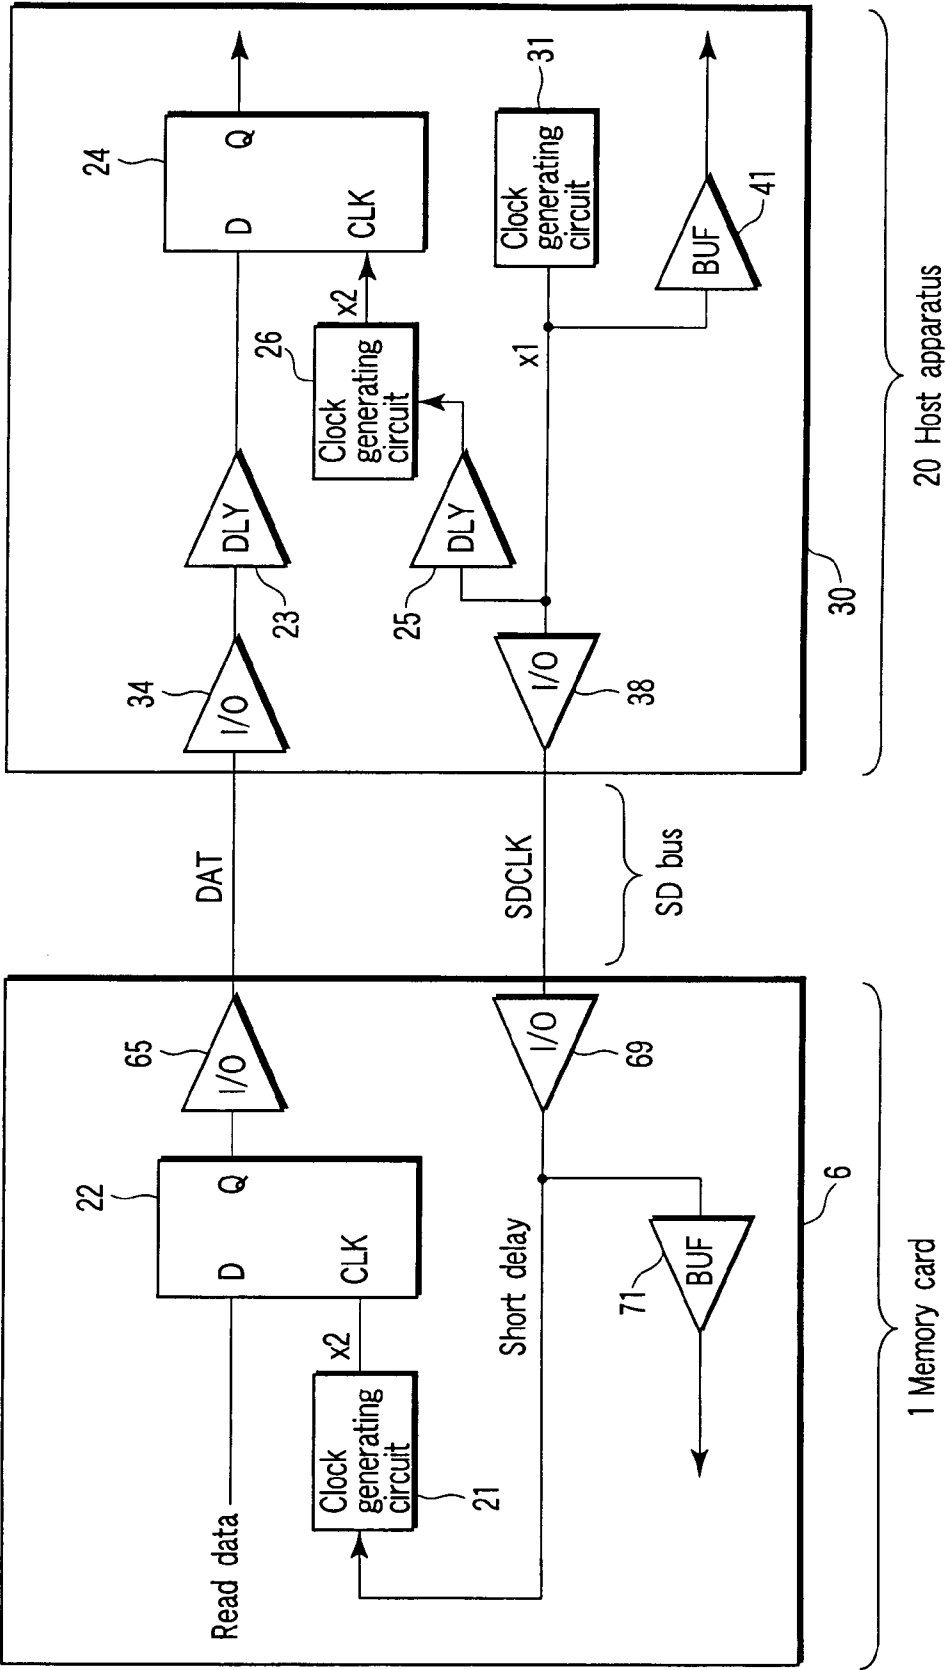 Read data
D
Q
CLK
22
x2
Clock
generating
circuit
21
I/O
65
Short delay
I/O
69
BUF
71
6
1 Memory card
DAT
SDCLK
SD bus
I/O
34
DLY
23
D
Q
CLK
24
x2
Clock
generating
circuit
26
DLY
25
I/O
38
x1
Clock
generating
circuit
31
BUF
41
30
20 Host apparatus